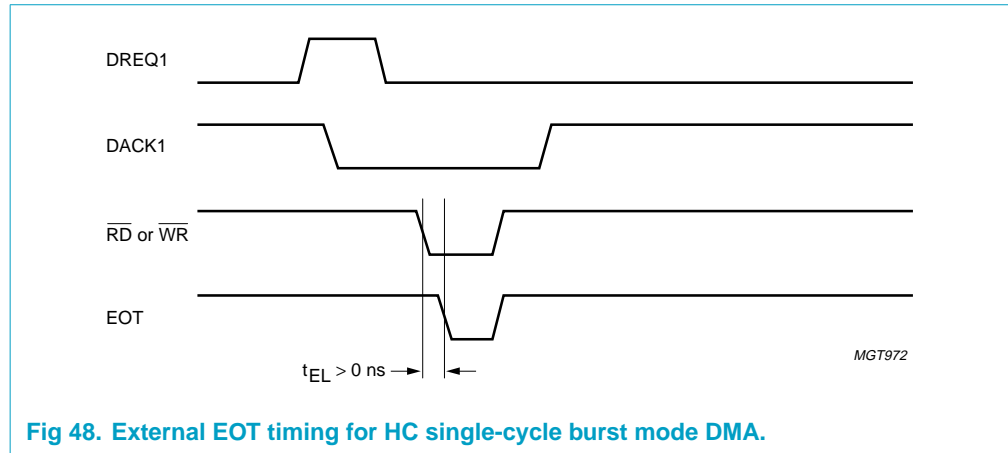 DREQ1
DACK1
RD or WR
EOT
tEL > 0 ns
MGT972
Fig 48. External EOT timing for HC single-cycle burst mode DMA.